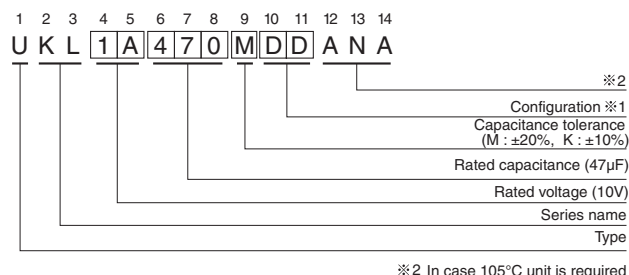 1 2 3 4 5 6 7 8 9 10 11 12 13 14
U K L 1 A 4 7 0 M D D A N A
※2
Configuration ※1
Capacitance tolerance
(M : ±20%, K : ±10%)
Rated capacitance (47µF)
Rated voltage (10V)
Series name
Type
※2 In case 105°C unit is required